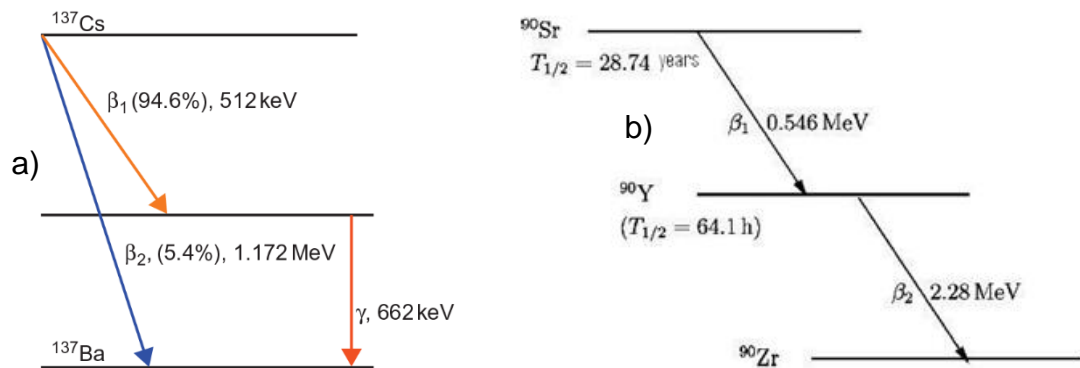 ¹³⁷Cs
β₁ (94.6%), 512 keV
a)
β₂, (5.4%), 1.172 MeV
γ, 662 keV
¹³⁷Ba
⁹⁰Sr
T₁/₂ = 28.74 years
b)
β₁ 0.546 MeV
⁹⁰Y
(T₁/₂ = 64.1 h)
β₂ 2.28 MeV
⁹⁰Zr